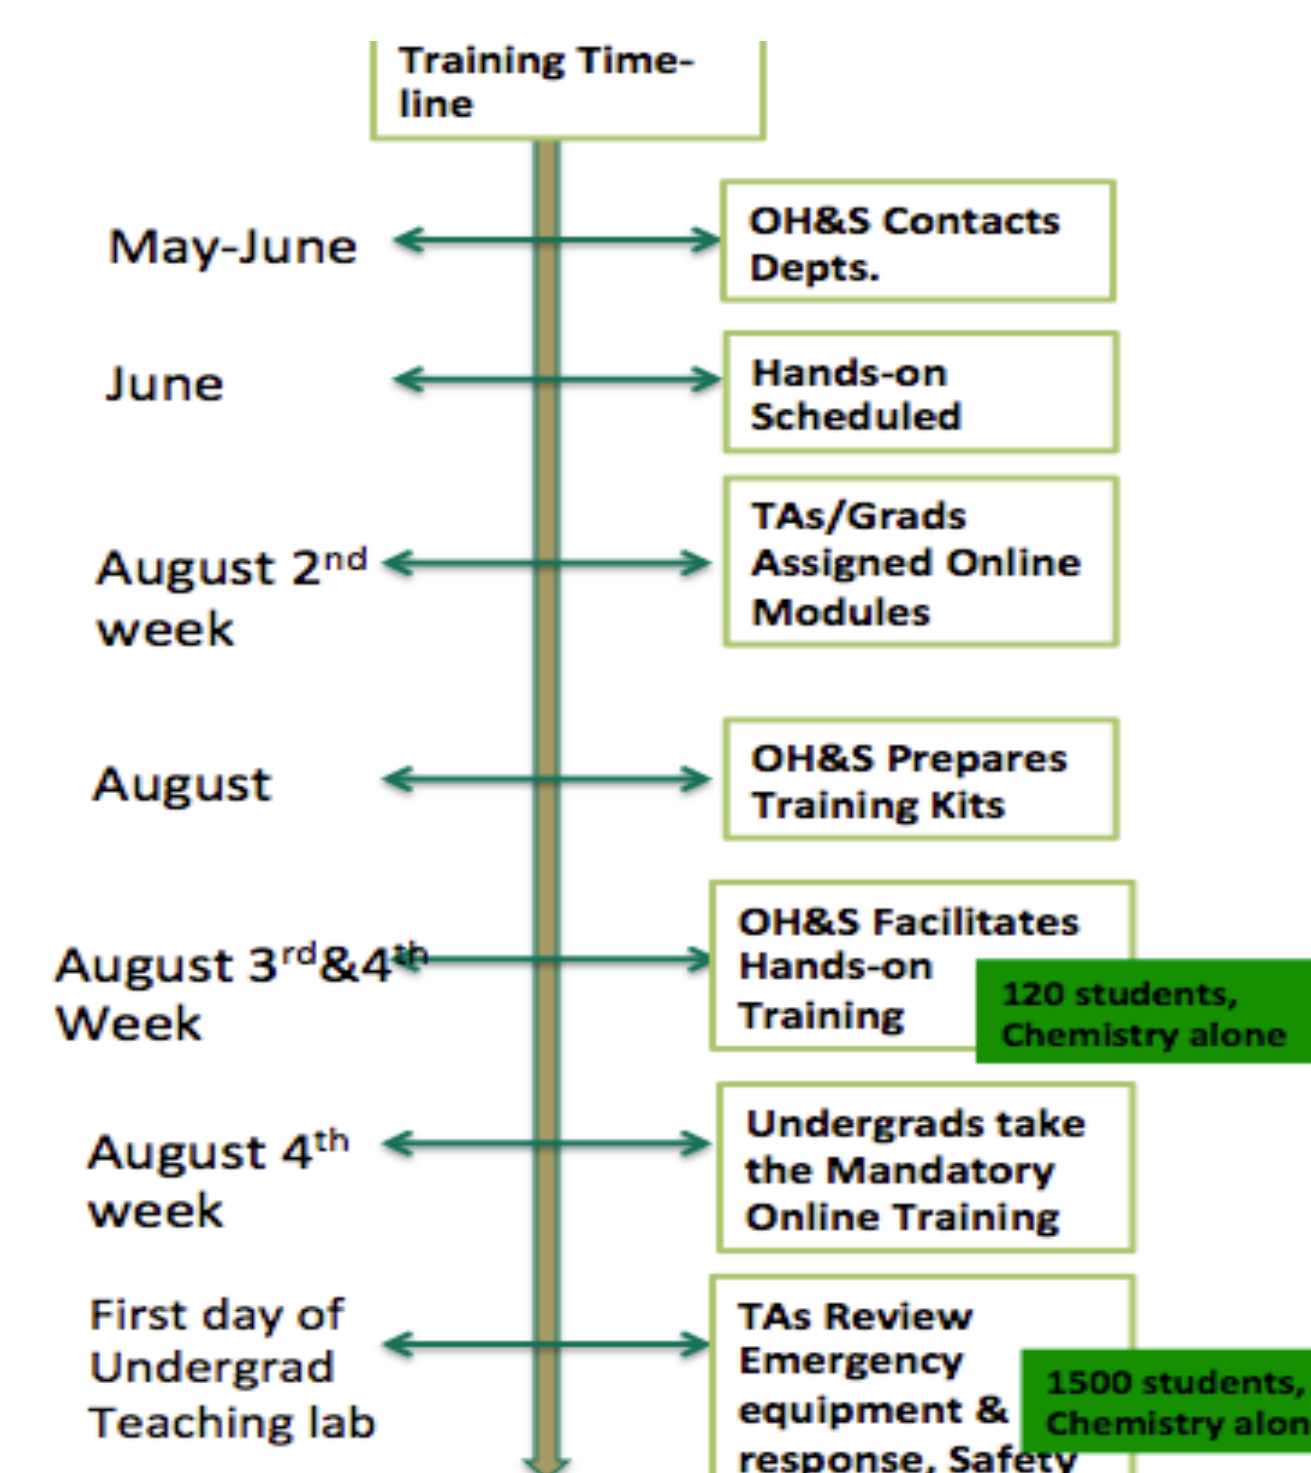 Training Time-
line
May-June
OH&S Contacts
Depts.
June
Hands-on
Scheduled
August 2nd
week
TAs/Grads
Assigned Online
Modules
August
OH&S Prepares
Training Kits
August 3rd&4th
Week
OH&S Facilitates
Hands-on
Training
120 students,
Chemistry alone
August 4th
week
Undergrads take
the Mandatory
Online Training
First day of
Undergrad
Teaching lab
TAs Review
Emergency
equipment &
response, Safety
1500 students,
Chemistry alon